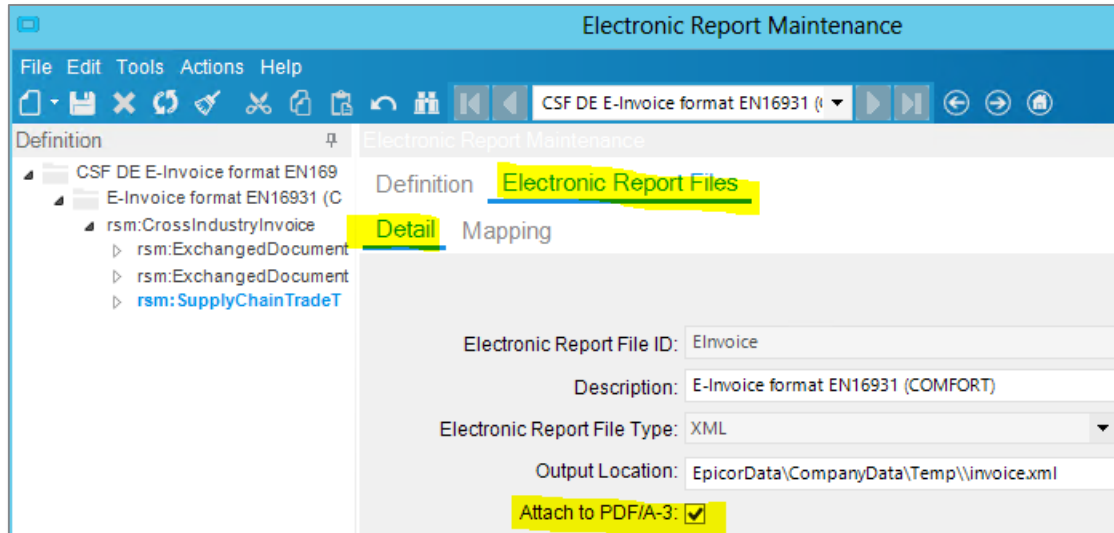 Electronic Report Maintenance
File Edit Tools Actions Help
CSF DE E-Invoice format EN16931 (
Definition
Electronic Report Maintenance
CSF DE E-Invoice format EN169
E-Invoice format EN16931 (C
rsm:CrossIndustryInvoice
rsm:ExchangedDocument
rsm:ExchangedDocument
rsm:SupplyChainTradeT
Definition Electronic Report Files
Detail Mapping
Electronic Report File ID: EInvoice
Description: E-Invoice format EN16931 (COMFORT)
Electronic Report File Type: XML
Output Location: EpicorData\CompanyData\Temp\\invoice.xml
Attach to PDF/A-3: